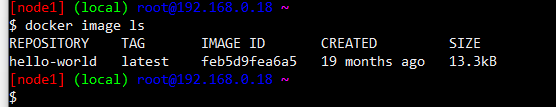 [node1] (local) root@192.168.0.18 ~
$ docker image ls
REPOSITORY TAG IMAGE ID CREATED SIZE
hello-world latest feb5d9fea6a5 19 months ago 13.3kB
[node1] (local) root@192.168.0.18 ~
$